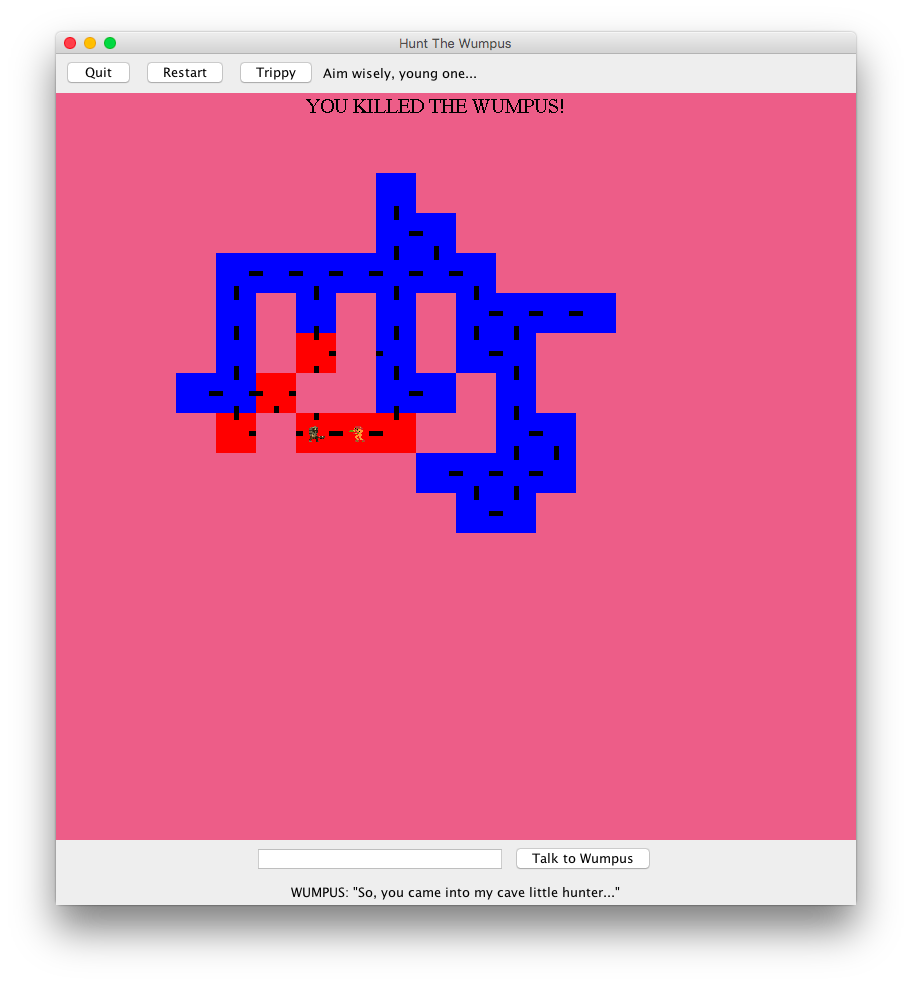 Hunt The Wumpus
Quit Restart Trippy Aim wisely, young one...
YOU KILLED THE WUMPUS!
Talk to Wumpus
WUMPUS: "So, you came into my cave little hunter..."